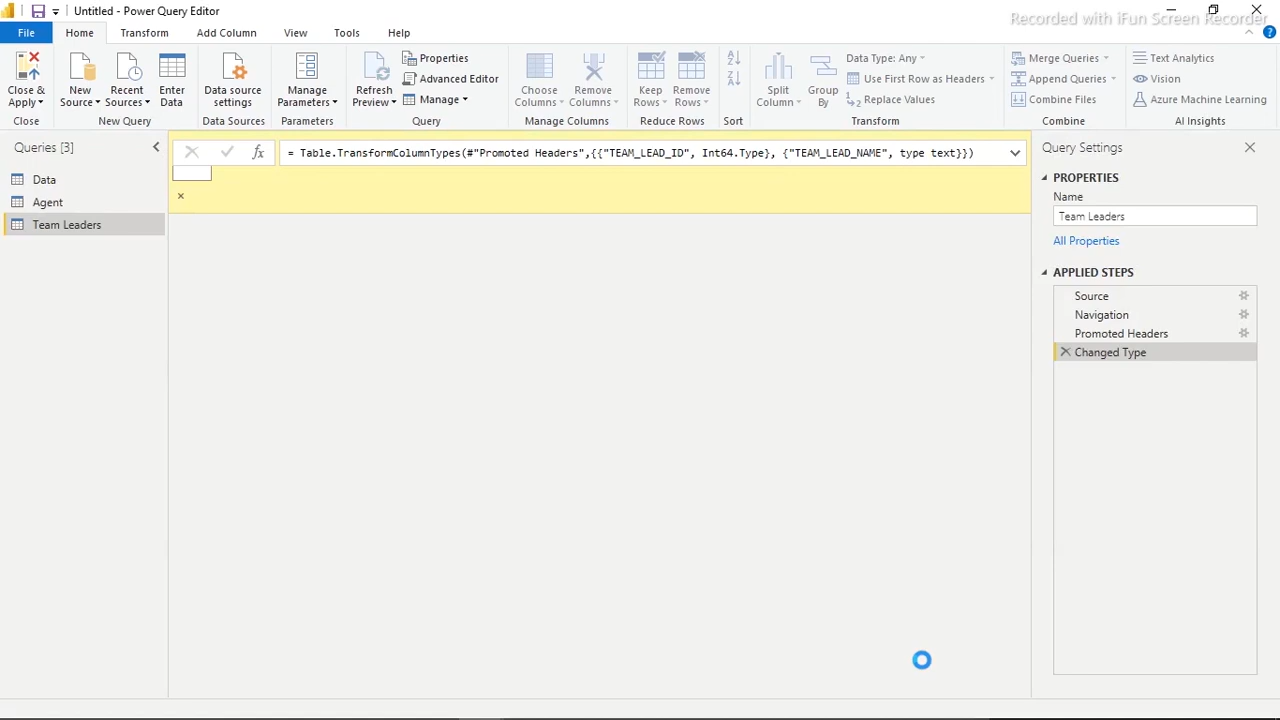 Untitled - Power Query Editor
Recorded with iFun Screen Recorder
File Home Transform Add Column View Tools Help
Close & Apply
New Source
Recent Sources
Enter Data
Data source settings
Manage Parameters
Refresh Preview
Properties
Advanced Editor
Manage
Choose Columns
Remove Columns
Keep Rows
Remove Rows
Split Column
Group By
Data Type: Any
Use First Row as Headers
Replace Values
Merge Queries
Append Queries
Combine Files
Text Analytics
Vision
Azure Machine Learning
Close New Query Data Sources Parameters Query Manage Columns Reduce Rows Sort Transform Combine AI Insights
Queries [3]
Data
Agent
Team Leaders
= Table.TransformColumnTypes(#"Promoted Headers",{{"TEAM_LEAD_ID", Int64.Type}, {"TEAM_LEAD_NAME", type text}})
Query Settings
PROPERTIES
Name
Team Leaders
All Properties
APPLIED STEPS
Source
Navigation
Promoted Headers
Changed Type